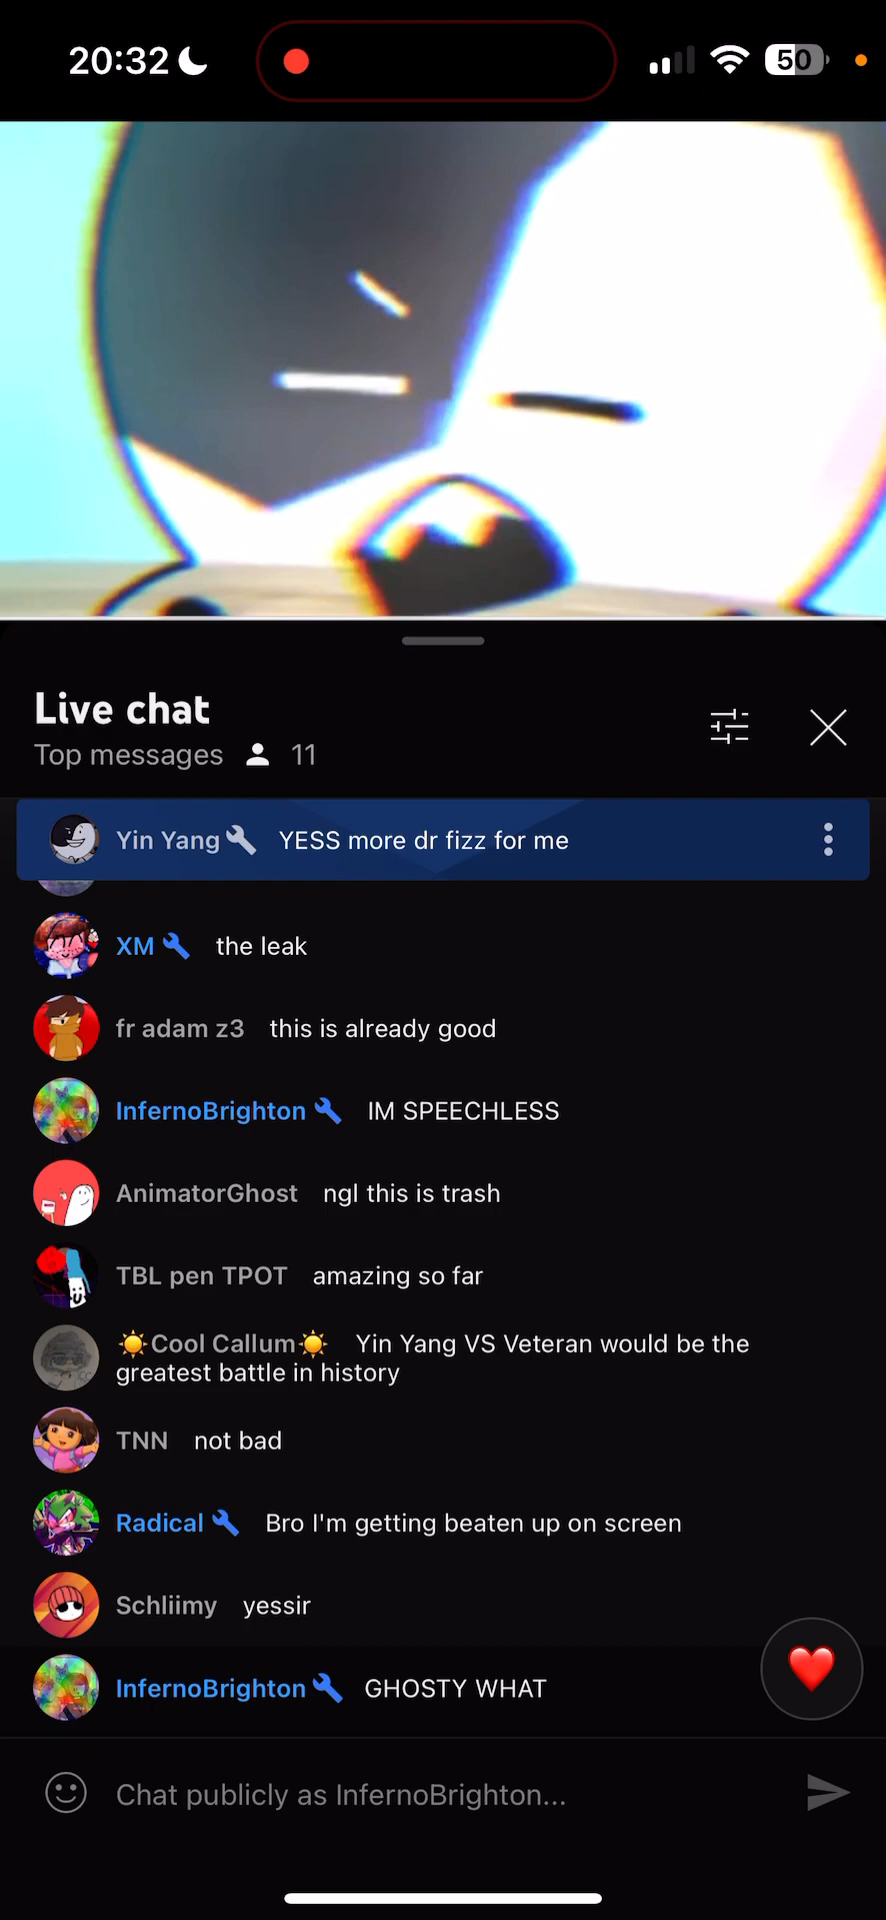 20:32
50
Live chat
Top messages 11
Yin Yang YESS more dr fizz for me
XM the leak
fr adam z3 this is already good
InfernoBrighton IM SPEECHLESS
AnimatorGhost ngl this is trash
TBL pen TPOT amazing so far
☀️Cool Callum☀️ Yin Yang VS Veteran would be the
greatest battle in history
TNN not bad
Radical Bro I'm getting beaten up on screen
Schliimy yessir
InfernoBrighton GHOSTY WHAT
Chat publicly as InfernoBrighton...